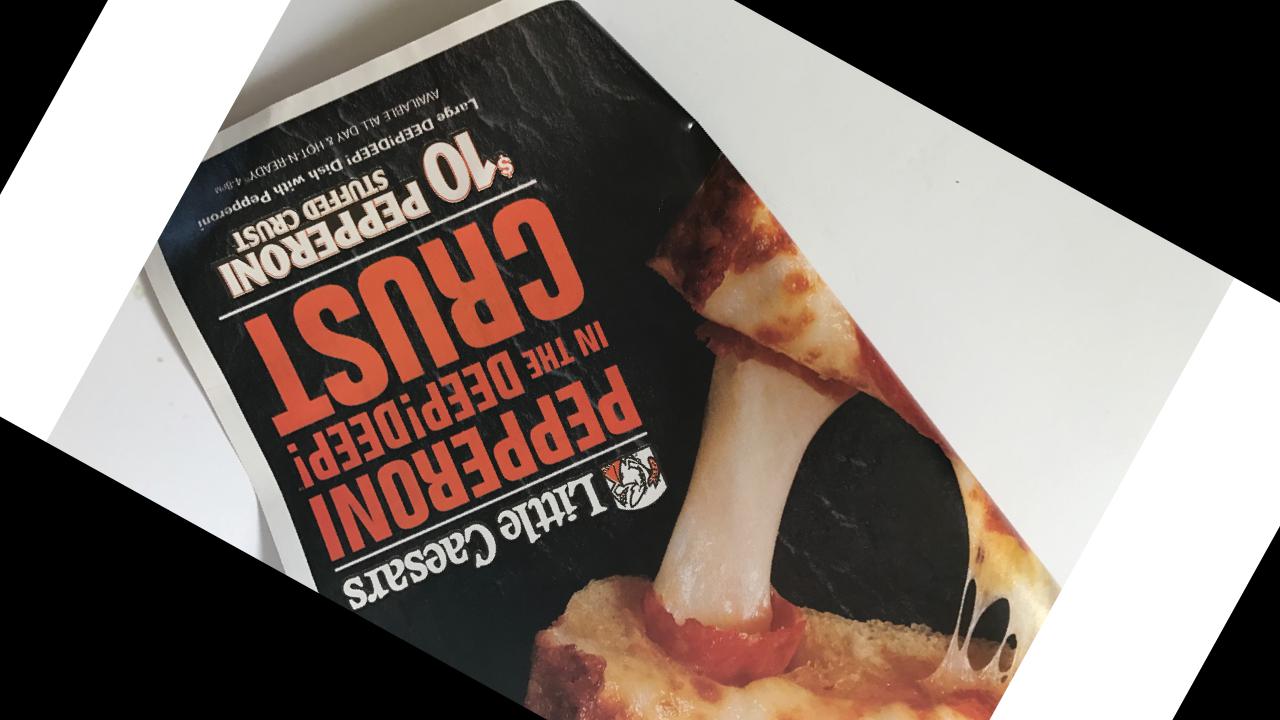 Little Caesars
PEPPERONI
IN THE DEEP!DEEP!
CRUST
$10 PEPPERONI
STUFFED CRUST
Large DEEP!DEEP! Dish with Pepperoni
AVAILABLE ALL DAY & HOT-N-READY® 4-8PM